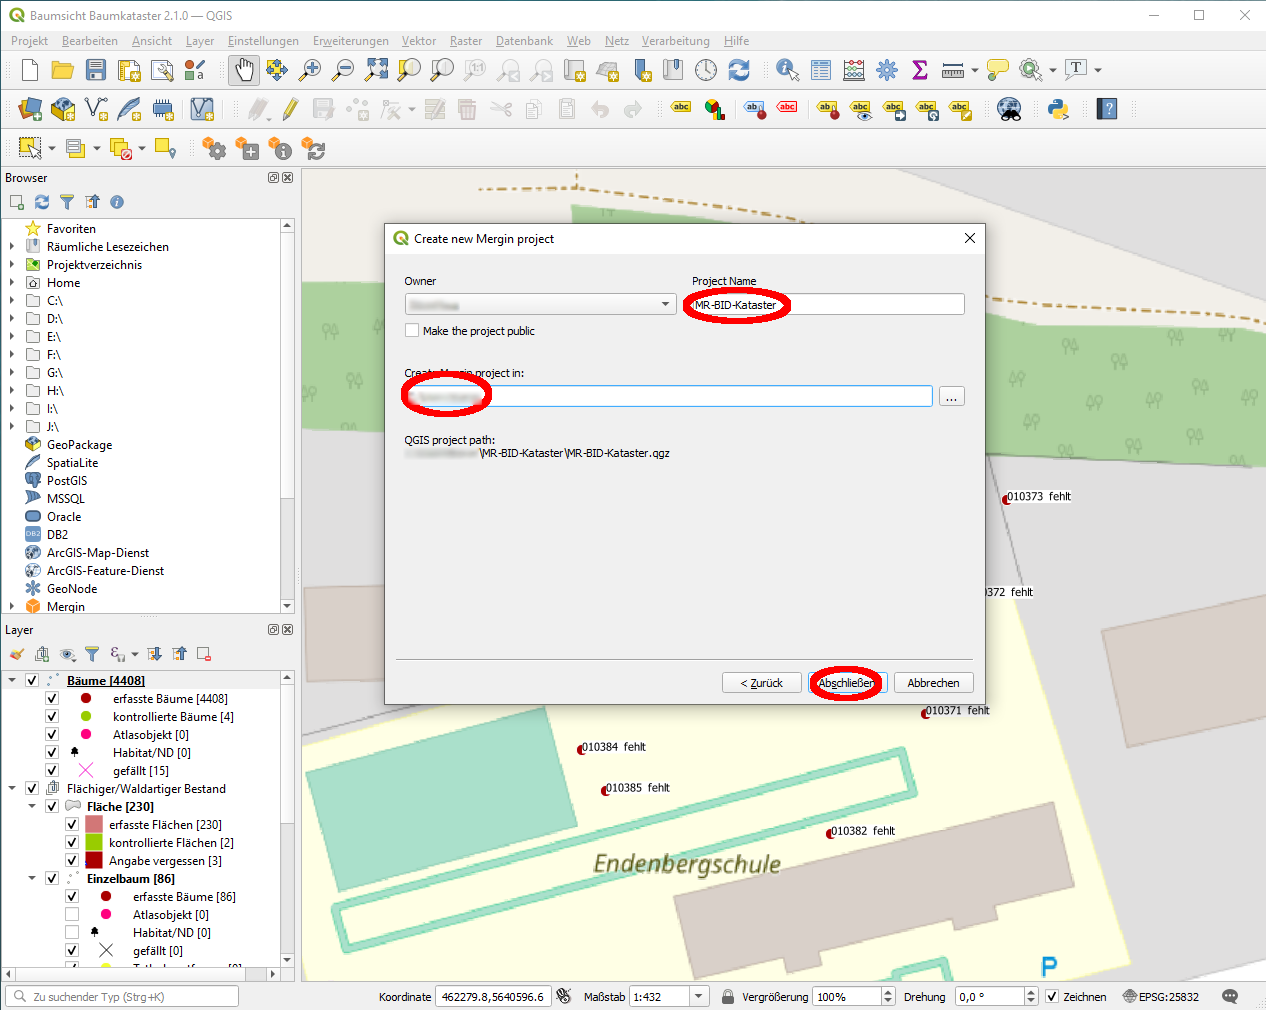 Baumsicht Baumkataster 2.1.0 — QGIS
Projekt Bearbeiten Ansicht Layer Einstellungen Erweiterungen Vektor Raster Datenbank Web Netz Verarbeitung Hilfe
Browser
Favoriten
Räumliche Lesezeichen
Projektverzeichnis
Home
C:\
D:\
E:\
F:\
G:\
H:\
I:\
J:\
GeoPackage
SpatiaLite
PostGIS
MSSQL
Oracle
DB2
ArcGIS-Map-Dienst
ArcGIS-Feature-Dienst
GeoNode
Mergin
Layer
Bäume [4408]
erfasste Bäume [4408]
kontrollierte Bäume [4]
Atlasobjekt [0]
Habitat/ND [0]
gefällt [15]
Flächiger/Waldartiger Bestand
Fläche [230]
erfasste Flächen [230]
kontrollierte Flächen [2]
Angabe vergessen [3]
Einzelbaum [86]
erfasste Bäume [86]
Atlasobjekt [0]
Habitat/ND [0]
gefällt [0]
Create new Mergin project
Owner
Project Name
MR-BID-Kataster
Make the project public
Create Mergin project in:
...
QGIS project path:
\MR-BID-Kataster\MR-BID-Kataster.qgz
< Zurück
Abschließen
Abbrechen
010373 fehlt
372 fehlt
010371 fehlt
010384 fehlt
010385 fehlt
010382 fehlt
Endenbergschule
P
Zu suchender Typ (Strg+K)
Koordinate 462279.8,5640596.6 Maßstab 1:432 Vergrößerung 100% Drehung 0,0 ° Zeichnen EPSG:25832